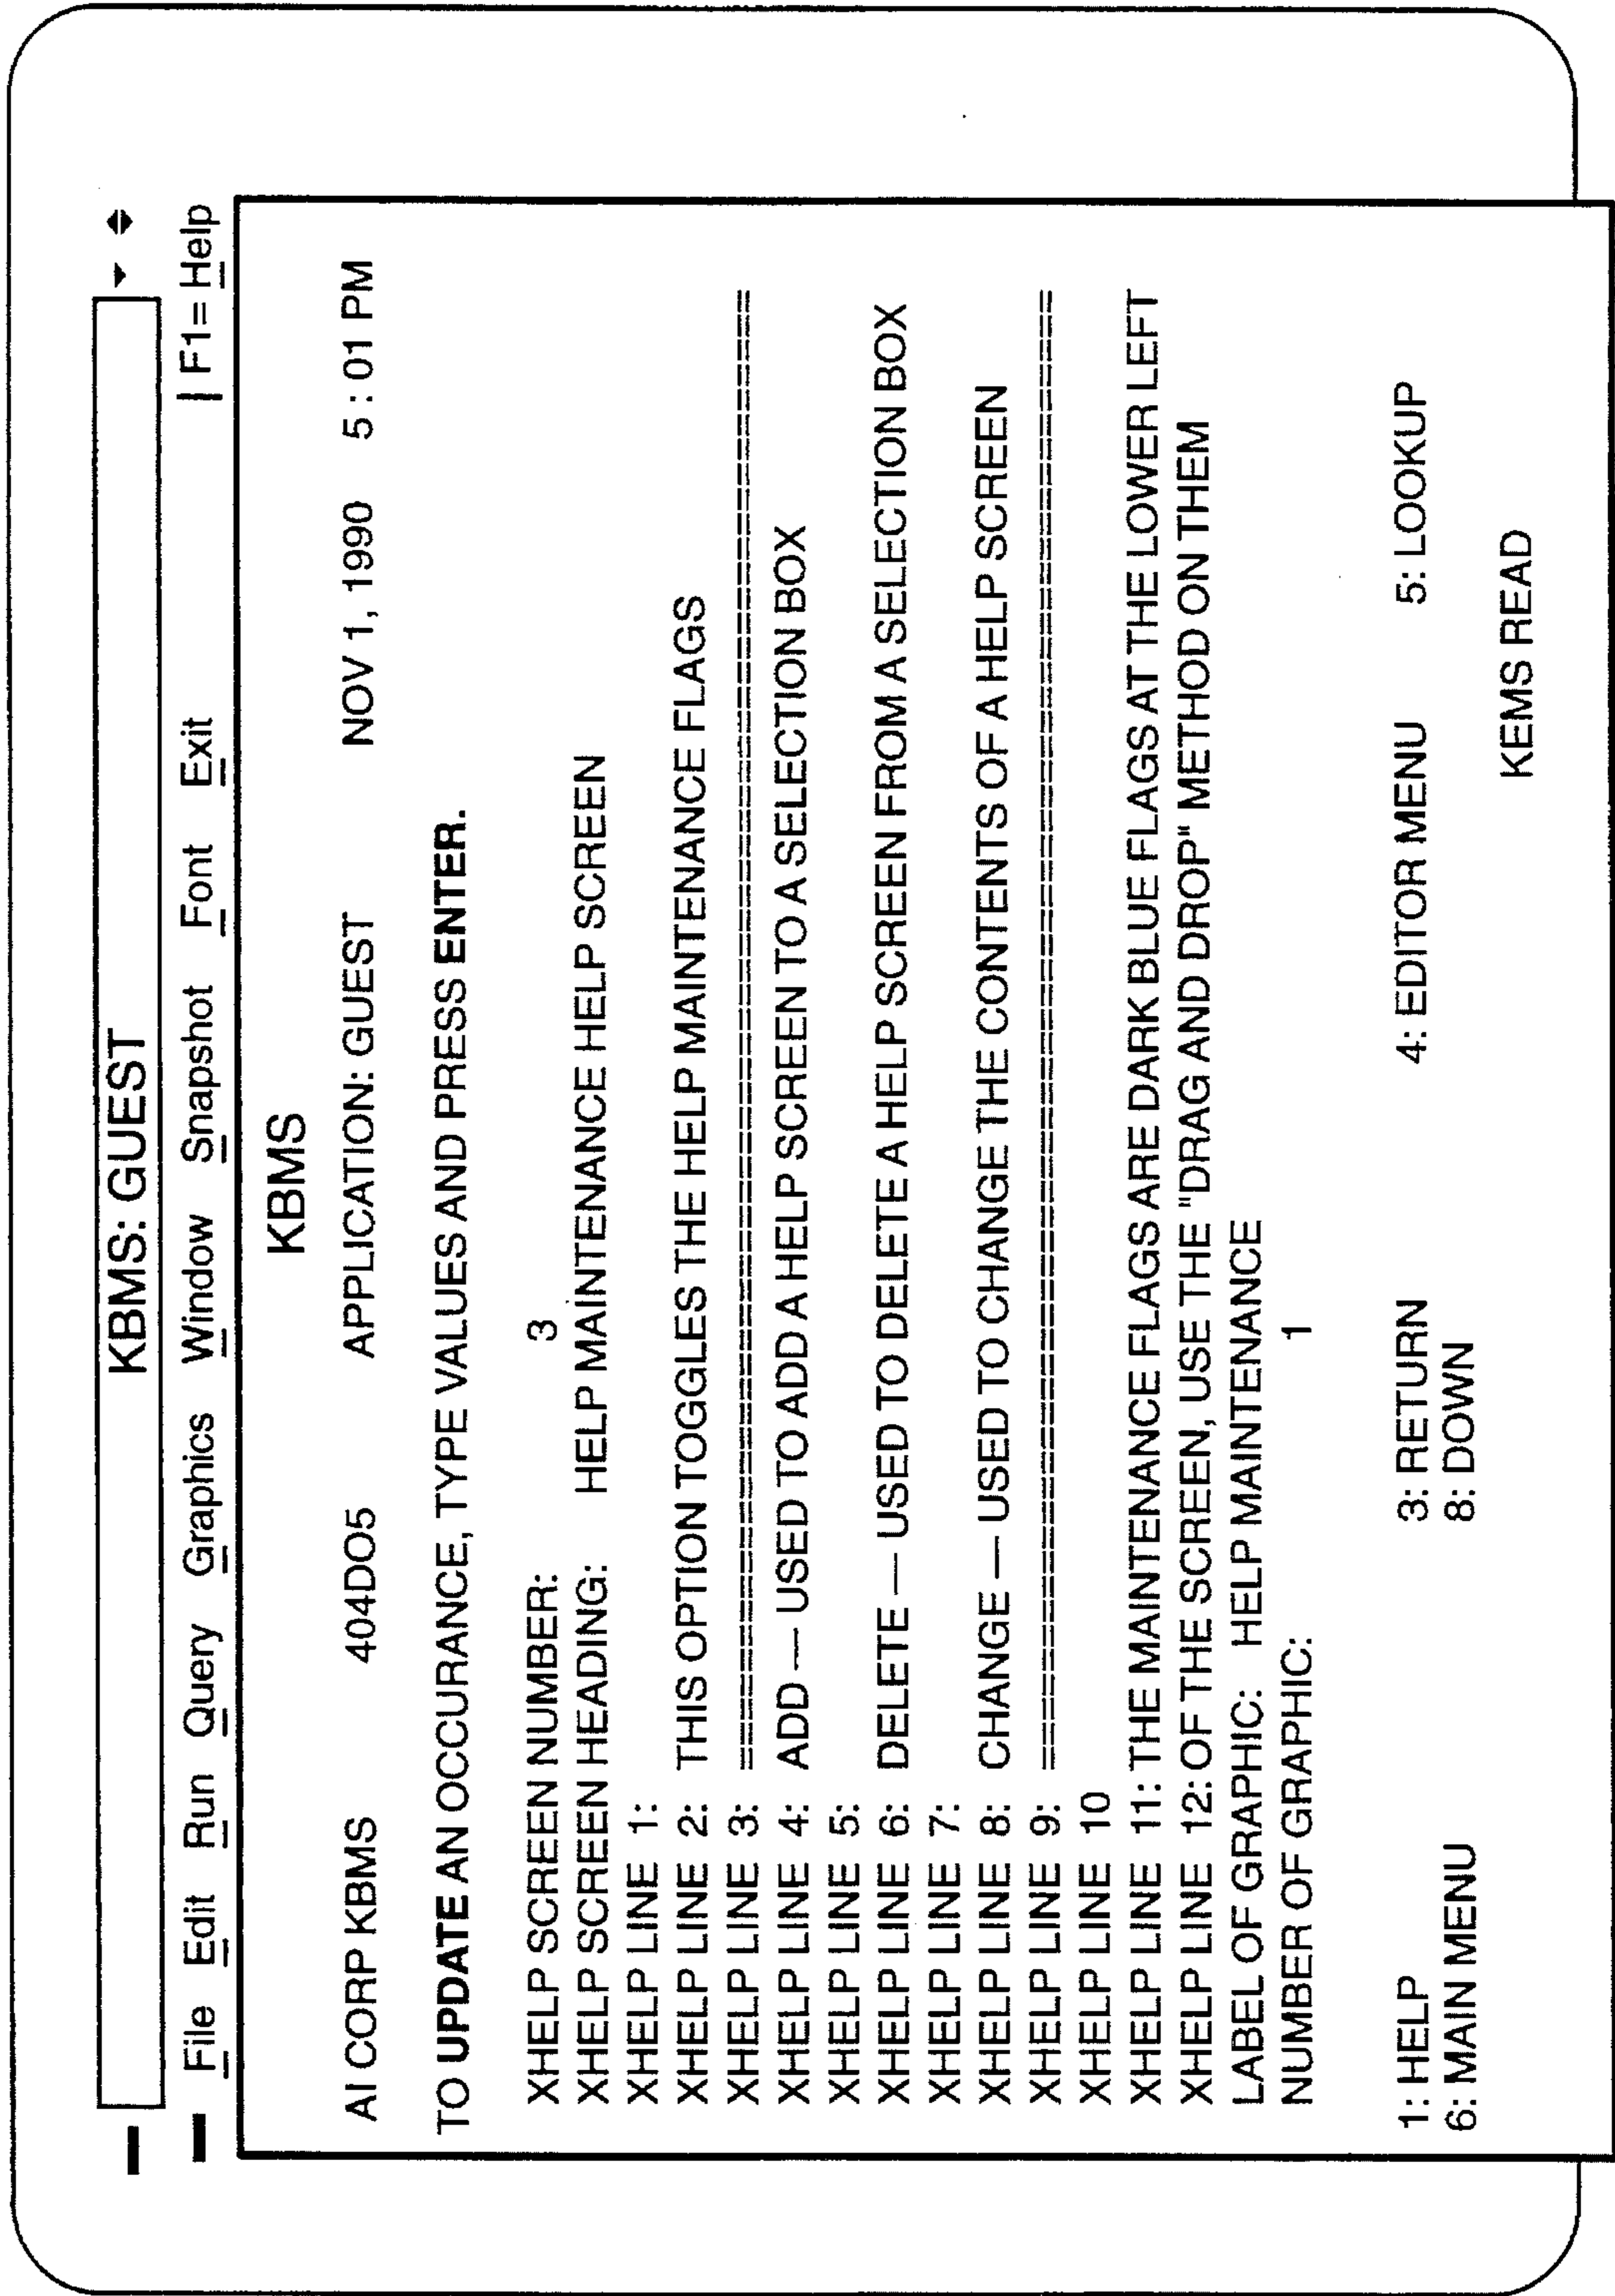 KBMS: GUEST
File Edit Run Query Graphics Window Snapshot Font Exit | F1= Help
KBMS
AI CORP KBMS 404DO5 APPLICATION: GUEST NOV 1, 1990 5 : 01 PM
TO UPDATE AN OCCURANCE, TYPE VALUES AND PRESS ENTER.
XHELP SCREEN NUMBER: 3
XHELP SCREEN HEADING: HELP MAINTENANCE HELP SCREEN
XHELP LINE 1:
XHELP LINE 2: THIS OPTION TOGGLES THE HELP MAINTENANCE FLAGS
XHELP LINE 3: ================================================
XHELP LINE 4: ADD — USED TO ADD A HELP SCREEN TO A SELECTION BOX
XHELP LINE 5:
XHELP LINE 6: DELETE — USED TO DELETE A HELP SCREEN FROM A SELECTION BOX
XHELP LINE 7:
XHELP LINE 8: CHANGE — USED TO CHANGE THE CONTENTS OF A HELP SCREEN
XHELP LINE 9: ================================================
XHELP LINE 10
XHELP LINE 11: THE MAINTENANCE FLAGS ARE DARK BLUE FLAGS AT THE LOWER LEFT
XHELP LINE 12: OF THE SCREEN, USE THE "DRAG AND DROP" METHOD ON THEM
LABEL OF GRAPHIC: HELP MAINTENANCE
NUMBER OF GRAPHIC: 1
1: HELP 3: RETURN 4: EDITOR MENU 5: LOOKUP
6: MAIN MENU 8: DOWN
KEMS READ